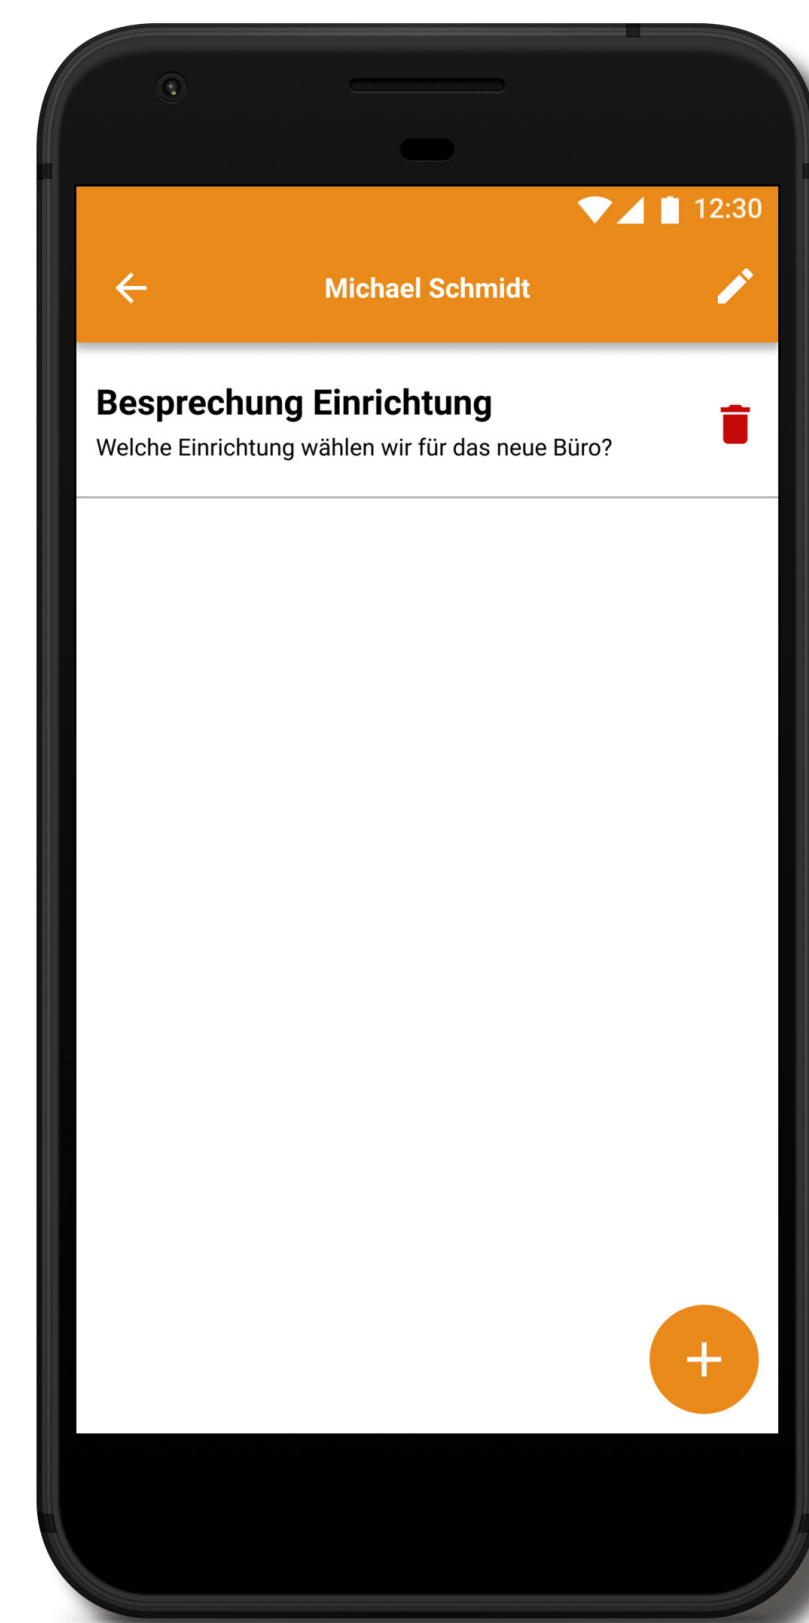 12:30
Michael Schmidt
Besprechung Einrichtung
Welche Einrichtung wählen wir für das neue Büro?